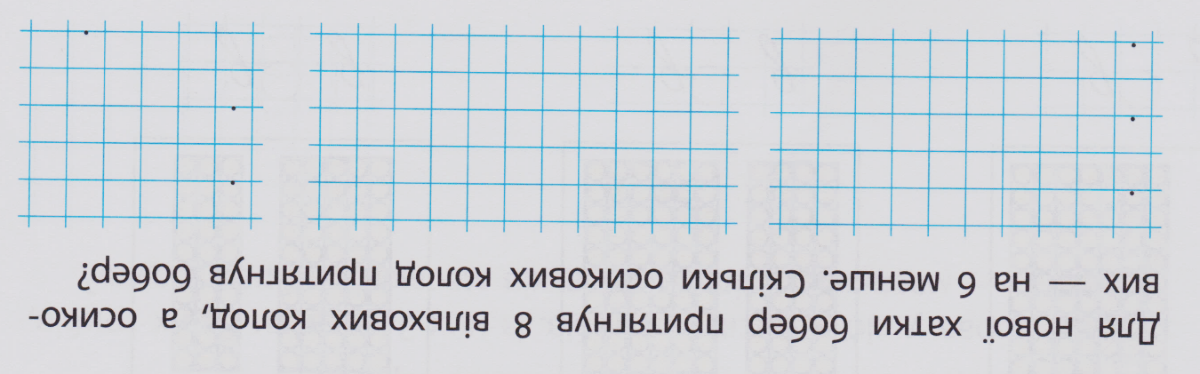 Для нової хатки бобер притягнув 8 вільхових колод, а осико-
вих — на 6 менше. Скільки осикових колод притягнув бобер?